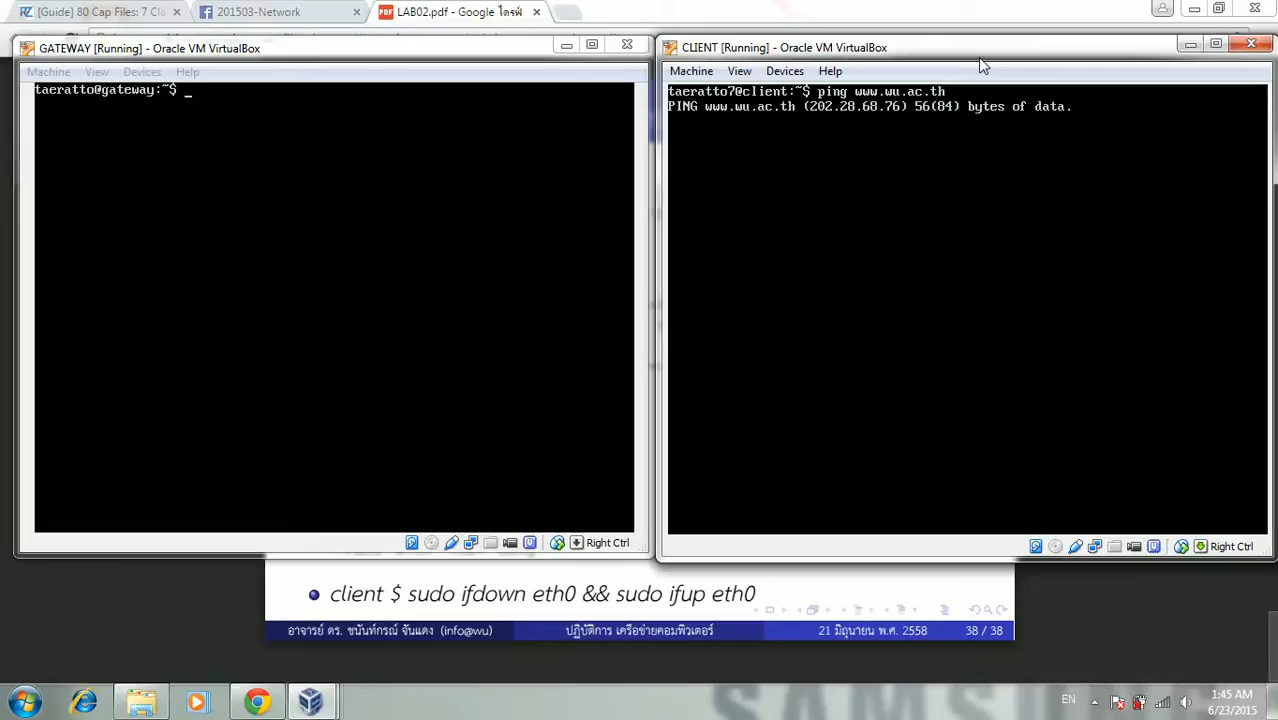 [Guide] 80 Cap Files: 7 Cl
201503-Network
PDF LAB02.pdf - Google ไดรฟ์
GATEWAY [Running] - Oracle VM VirtualBox
Machine View Devices Help
taeratto@gateway:~$ _
Right Ctrl
CLIENT [Running] - Oracle VM VirtualBox
Machine View Devices Help
taeratto7@client:~$ ping www.wu.ac.th
PING www.wu.ac.th (202.28.68.76) 56(84) bytes of data.
Right Ctrl
client $ sudo ifdown eth0 && sudo ifup eth0
อาจารย์ ดร. ชนันท์กรณ์ จันแดง (info@wu) ปฏิบัติการ เครือข่ายคอมพิวเตอร์ 21 มิถุนายน พ.ศ. 2558 38 / 38
SAMS
EN 1:45 AM
6/23/2015